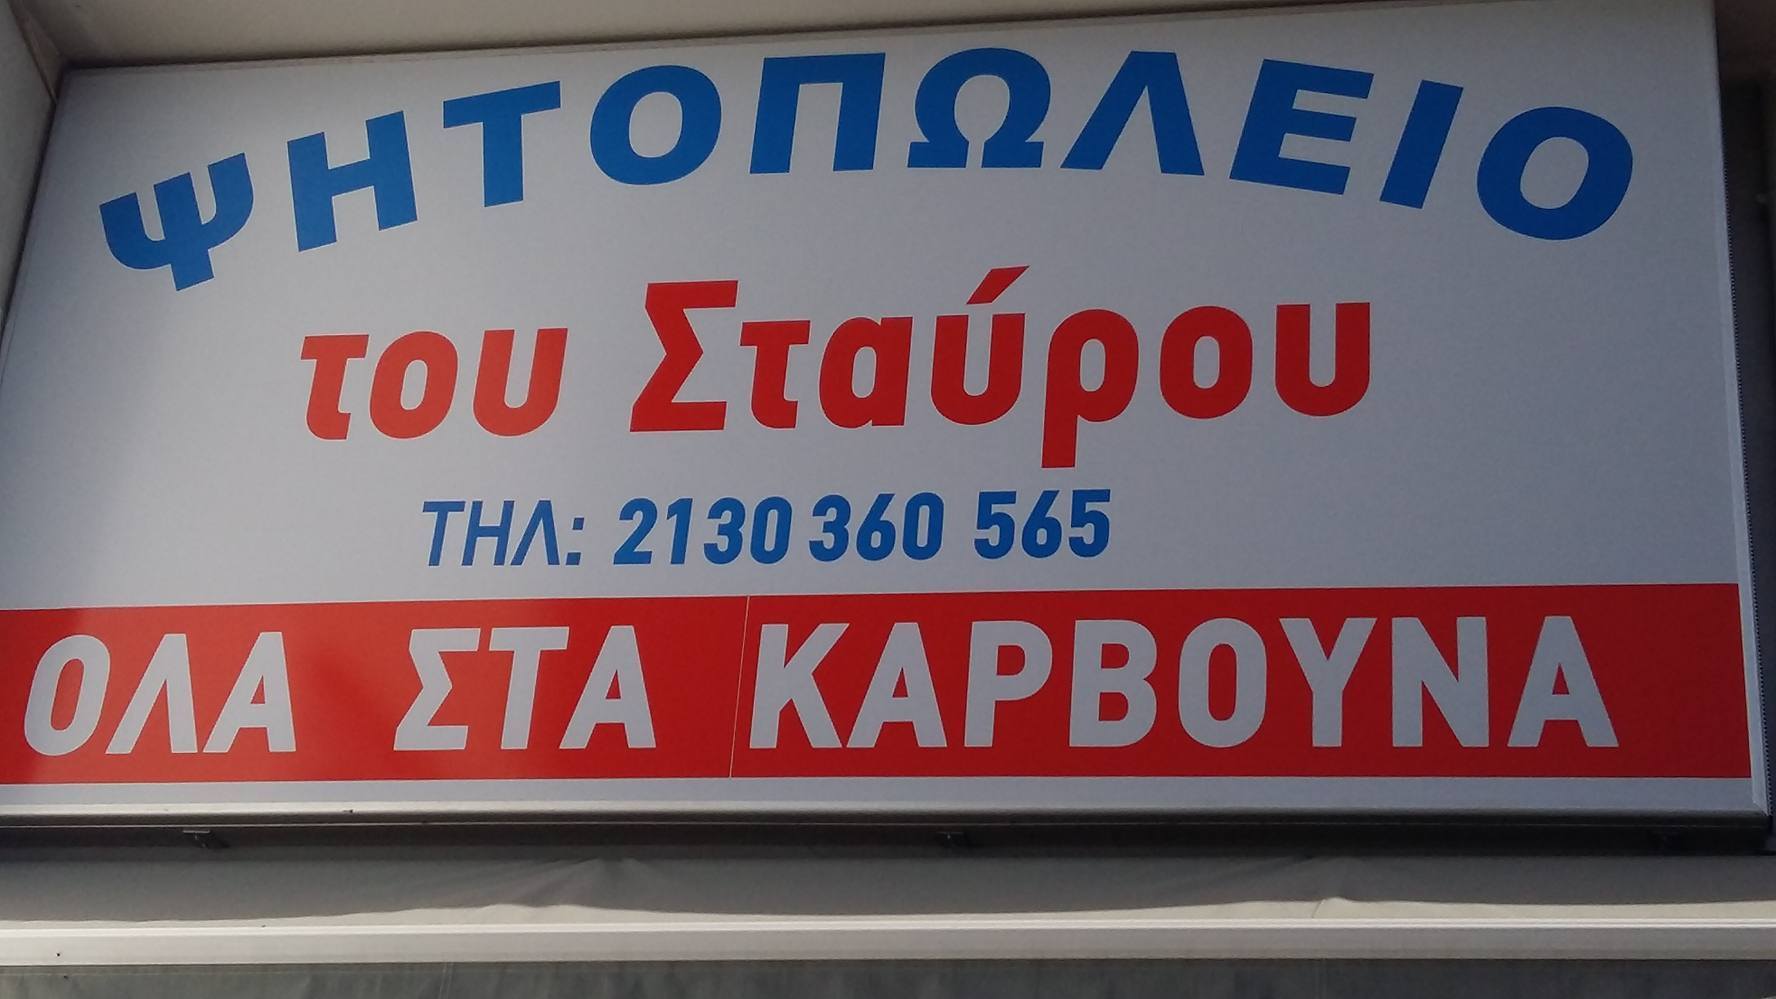 ΨΗΤΟΠΩΛΕΙΟ
του Σταύρου
ΤΗΛ: 2130 360 565
ΟΛΑ ΣΤΑ ΚΑΡΒΟΥΝΑ